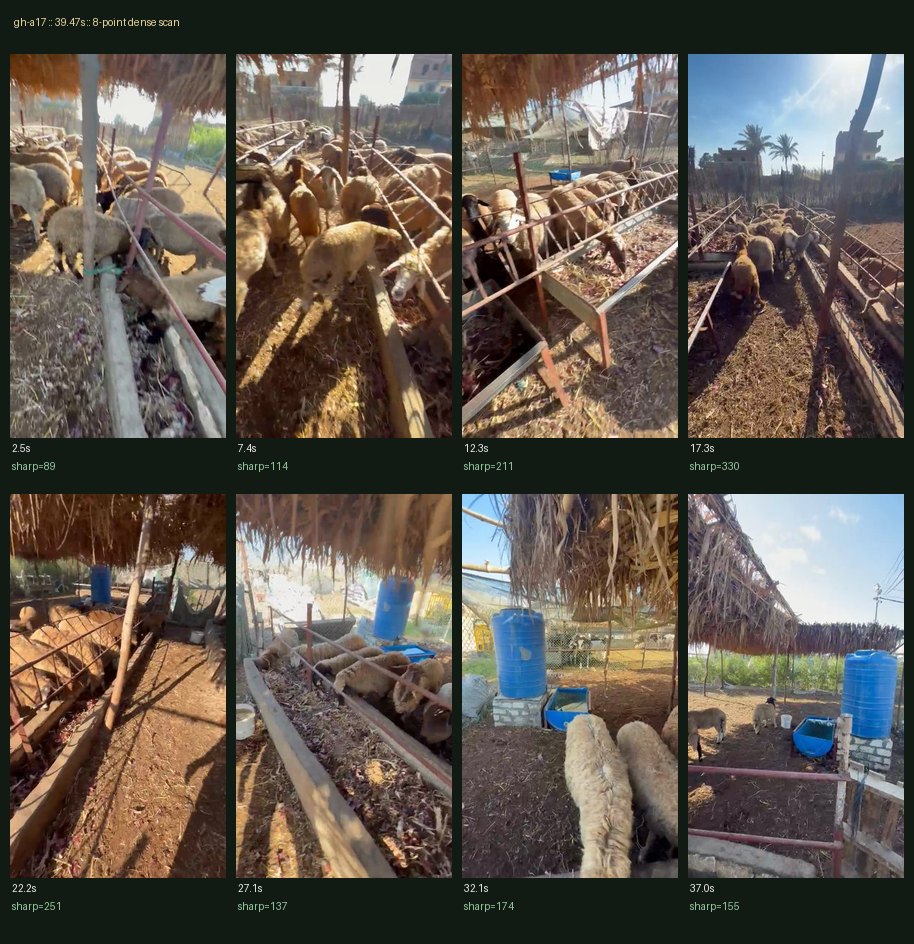 gh-a17 :: 39.47s :: 8-point dense scan
2.5s
sharp=89
7.4s
sharp=114
12.3s
sharp=211
17.3s
sharp=330
22.2s
sharp=251
27.1s
sharp=137
32.1s
sharp=174
37.0s
sharp=155